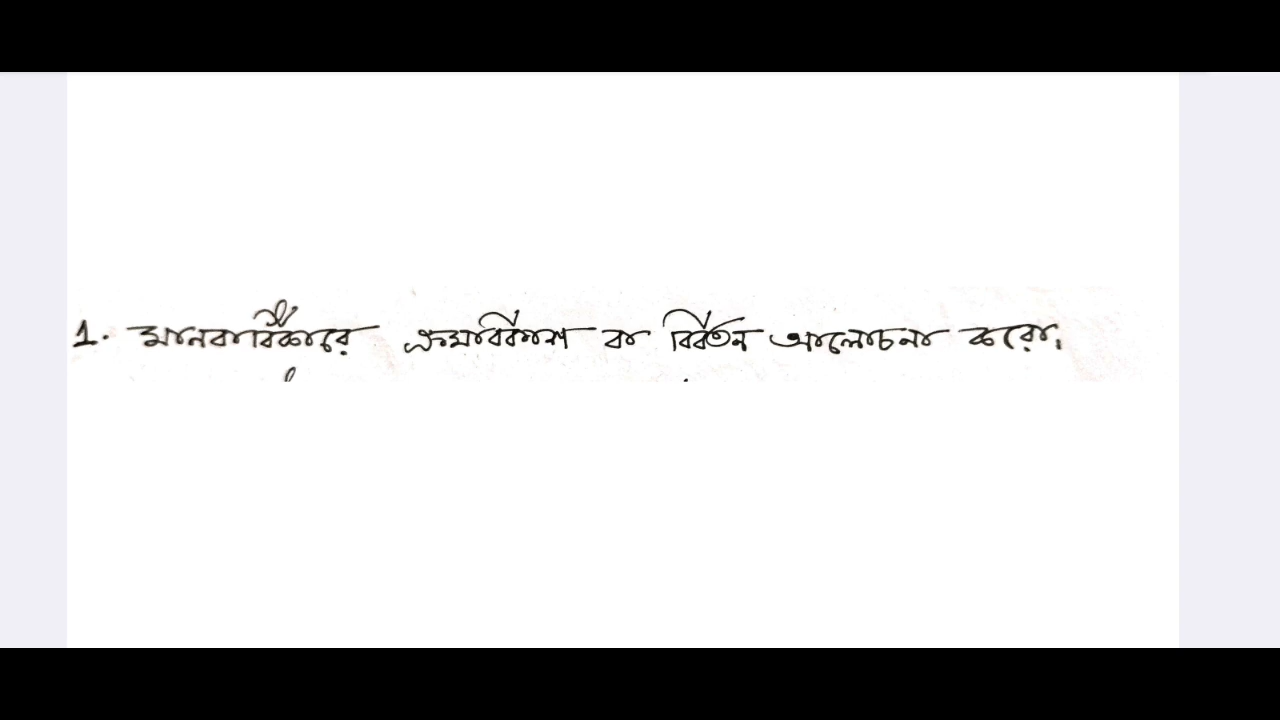 1. মানবাধিকারের ক্রমবিকাশ বা বিবর্তন আলোচনা করো।